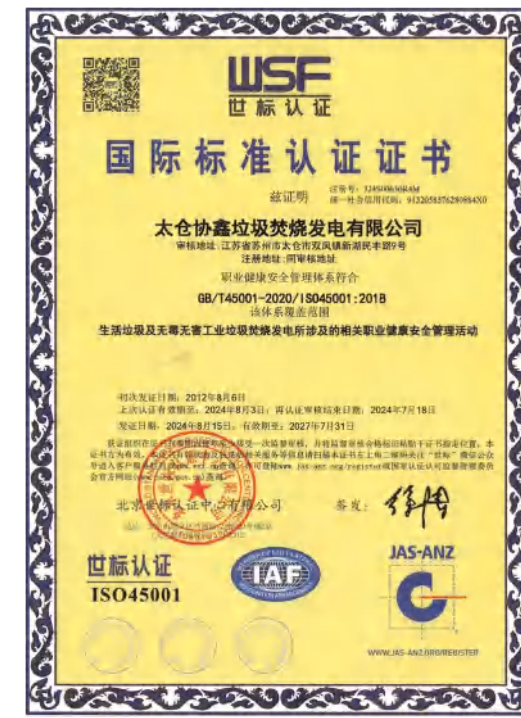 WSF
世标认证
国际标准认证证书
兹证明
太仓协鑫垃圾焚烧发电有限公司
审核地址:江苏省苏州市太仓市双凤镇新湖民丰路9号
注册地址:同审核地址
职业健康安全管理体系符合
GB/T45001-2020/ISO45001:2018
该体系覆盖范围
生活垃圾及无毒无害工业垃圾焚烧发电所涉及的相关职业健康安全管理活动
初次发证日期: 2012年8月6日
上次认证有效期至: 2024年8月3日; 再认证审核结束日期: 2024年7月18日
发证日期: 2024年8月15日, 有效期至: 2027年7月31日
北京世标认证中心有限公司
签发:
世标认证
ISO45001
IAF
JAS-ANZ
WWW.JAS-ANZ.ORG/REGISTER